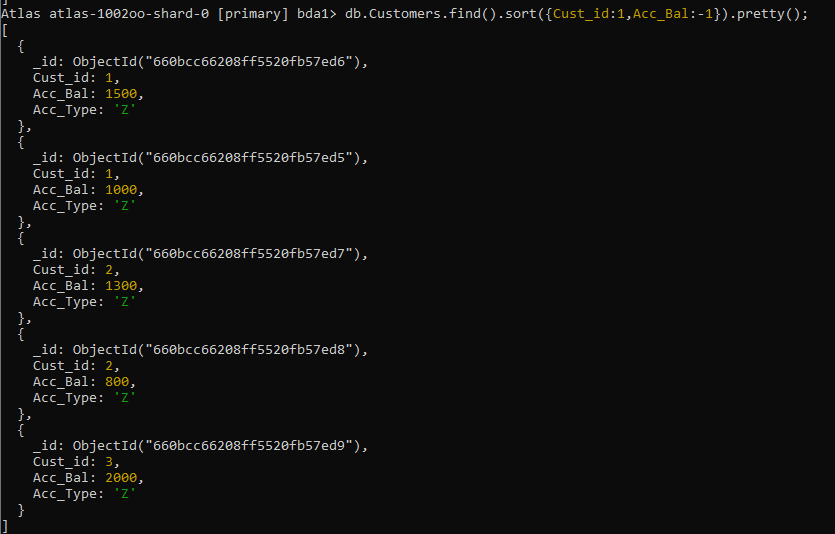 Atlas atlas-1002oo-shard-0 [primary] bda1> db.Customers.find().sort({Cust_id:1,Acc_Bal:-1}).pretty();
[
  {
    _id: ObjectId("660bcc66208ff5520fb57ed6"),
    Cust_id: 1,
    Acc_Bal: 1500,
    Acc_Type: 'Z'
  },
  {
    _id: ObjectId("660bcc66208ff5520fb57ed5"),
    Cust_id: 1,
    Acc_Bal: 1000,
    Acc_Type: 'Z'
  },
  {
    _id: ObjectId("660bcc66208ff5520fb57ed7"),
    Cust_id: 2,
    Acc_Bal: 1300,
    Acc_Type: 'Z'
  },
  {
    _id: ObjectId("660bcc66208ff5520fb57ed8"),
    Cust_id: 2,
    Acc_Bal: 800,
    Acc_Type: 'Z'
  },
  {
    _id: ObjectId("660bcc66208ff5520fb57ed9"),
    Cust_id: 3,
    Acc_Bal: 2000,
    Acc_Type: 'Z'
  }
]